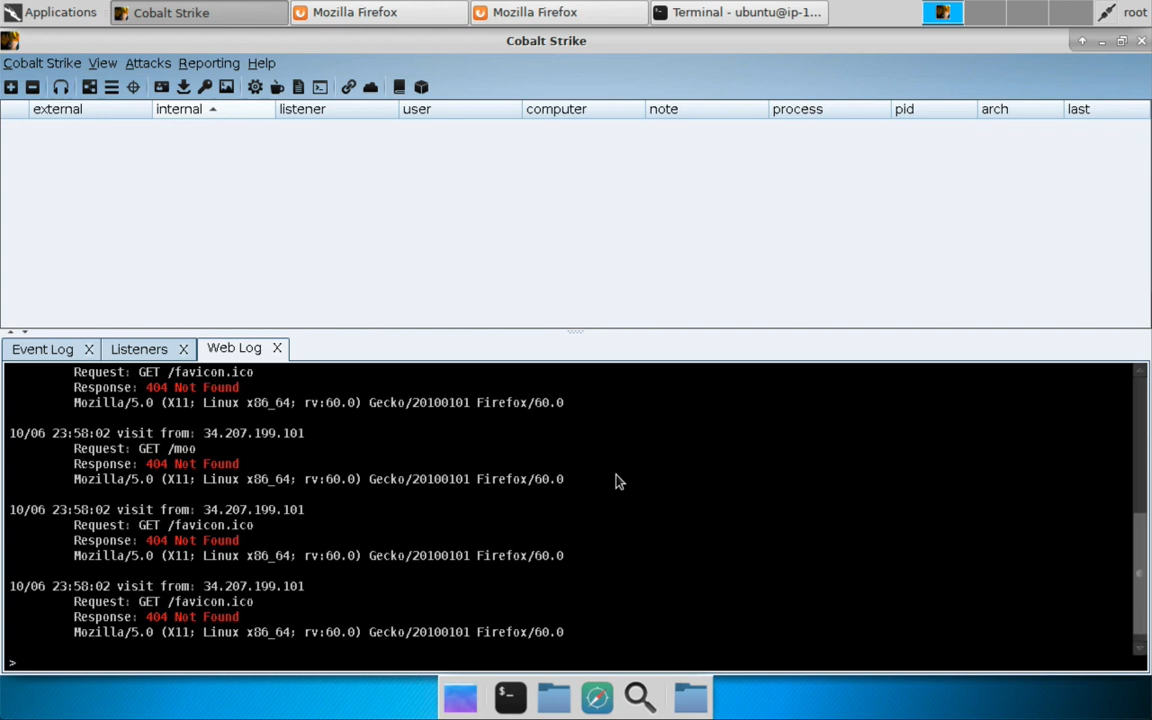 Applications Cobalt Strike Mozilla Firefox Mozilla Firefox Terminal - ubuntu@ip-1... root
Cobalt Strike
Cobalt Strike View Attacks Reporting Help
external internal listener user computer note process pid arch last
Event Log X Listeners X Web Log X
Request: GET /favicon.ico
Response: 404 Not Found
Mozilla/5.0 (X11; Linux x86_64; rv:60.0) Gecko/20100101 Firefox/60.0
10/06 23:58:02 visit from: 34.207.199.101
Request: GET /moo
Response: 404 Not Found
Mozilla/5.0 (X11; Linux x86_64; rv:60.0) Gecko/20100101 Firefox/60.0
10/06 23:58:02 visit from: 34.207.199.101
Request: GET /favicon.ico
Response: 404 Not Found
Mozilla/5.0 (X11; Linux x86_64; rv:60.0) Gecko/20100101 Firefox/60.0
10/06 23:58:02 visit from: 34.207.199.101
Request: GET /favicon.ico
Response: 404 Not Found
Mozilla/5.0 (X11; Linux x86_64; rv:60.0) Gecko/20100101 Firefox/60.0
>